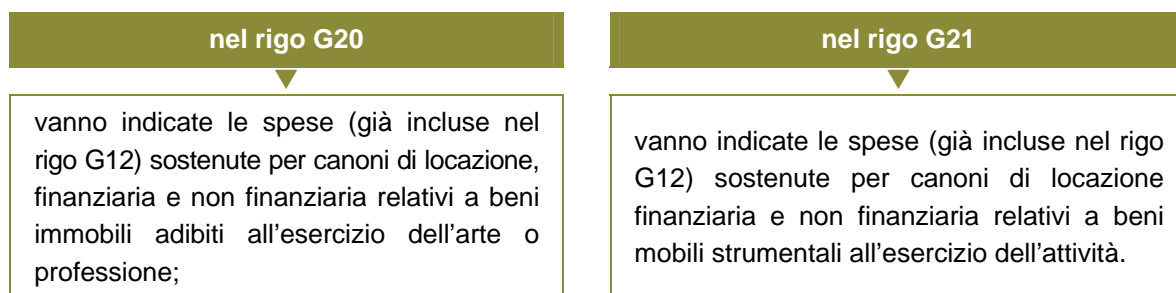 nel rigo G20
vanno indicate le spese (già incluse nel
rigo G12) sostenute per canoni di locazione,
finanziaria e non finanziaria relativi a beni
immobili adibiti all'esercizio dell'arte o
professione;
nel rigo G21
vanno indicate le spese (già incluse nel rigo
G12) sostenute per canoni di locazione
finanziaria e non finanziaria relativi a beni
mobili strumentali all'esercizio dell'attività.